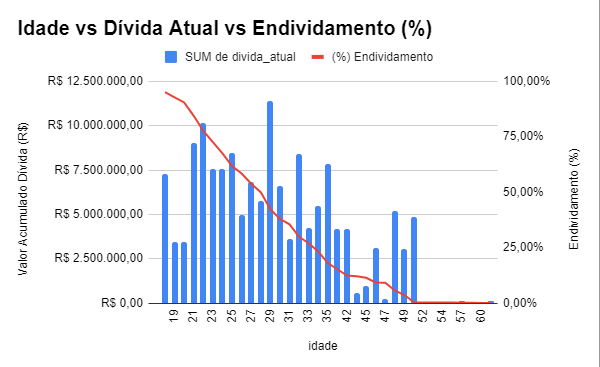 Idade vs Dívida Atual vs Endividamento (%)
SUM de divida_atual (%) Endividamento
R$ 12.500.000,00 100,00%
R$ 10.000.000,00 75,00%
R$ 7.500.000,00 50,00%
R$ 5.000.000,00 25,00%
R$ 2.500.000,00
R$ 0,00 0,00%
Valor Acumulado Dívida (R$)
Endividamento (%)
19 21 23 25 27 29 31 33 35 42 45 46 47 49 52 54 57 60
idade